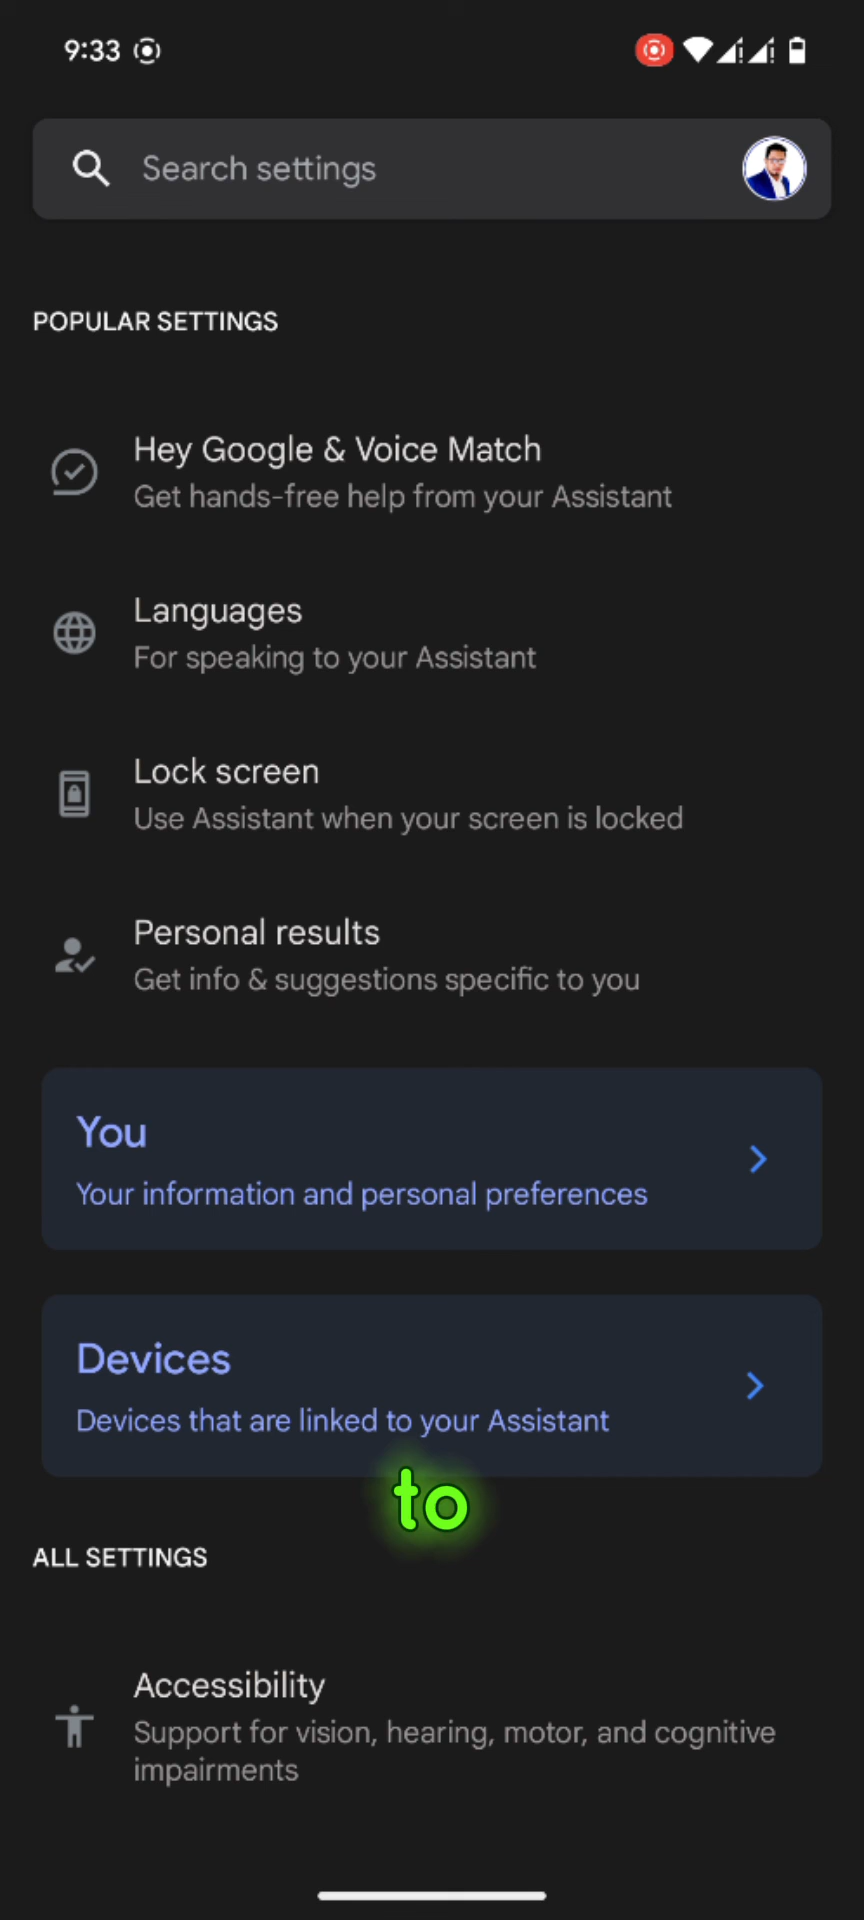 9:33
Search settings
POPULAR SETTINGS
Hey Google & Voice Match
Get hands-free help from your Assistant
Languages
For speaking to your Assistant
Lock screen
Use Assistant when your screen is locked
Personal results
Get info & suggestions specific to you
You
Your information and personal preferences
Devices
Devices that are linked to your Assistant
to
ALL SETTINGS
Accessibility
Support for vision, hearing, motor, and cognitive
impairments